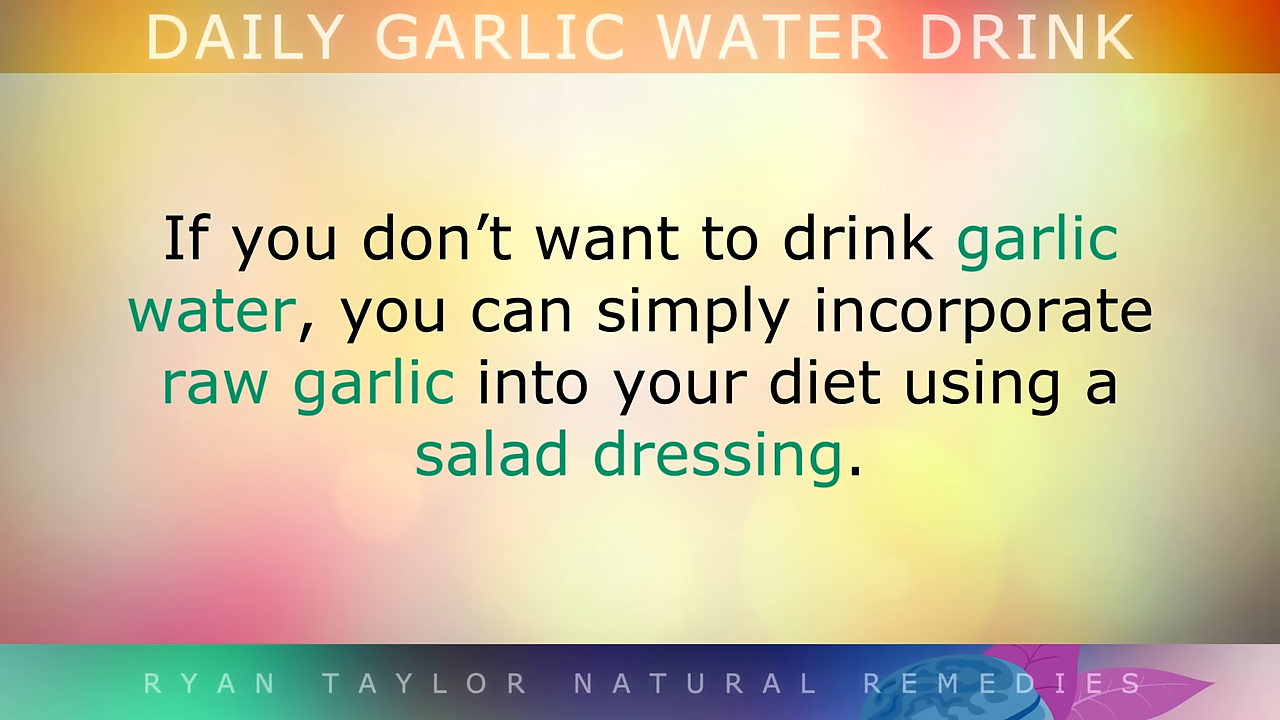 DAILY GARLIC WATER DRINK
If you don’t want to drink garlic
water, you can simply incorporate
raw garlic into your diet using a
salad dressing.
RYAN TAYLOR NATURAL REMEDIES